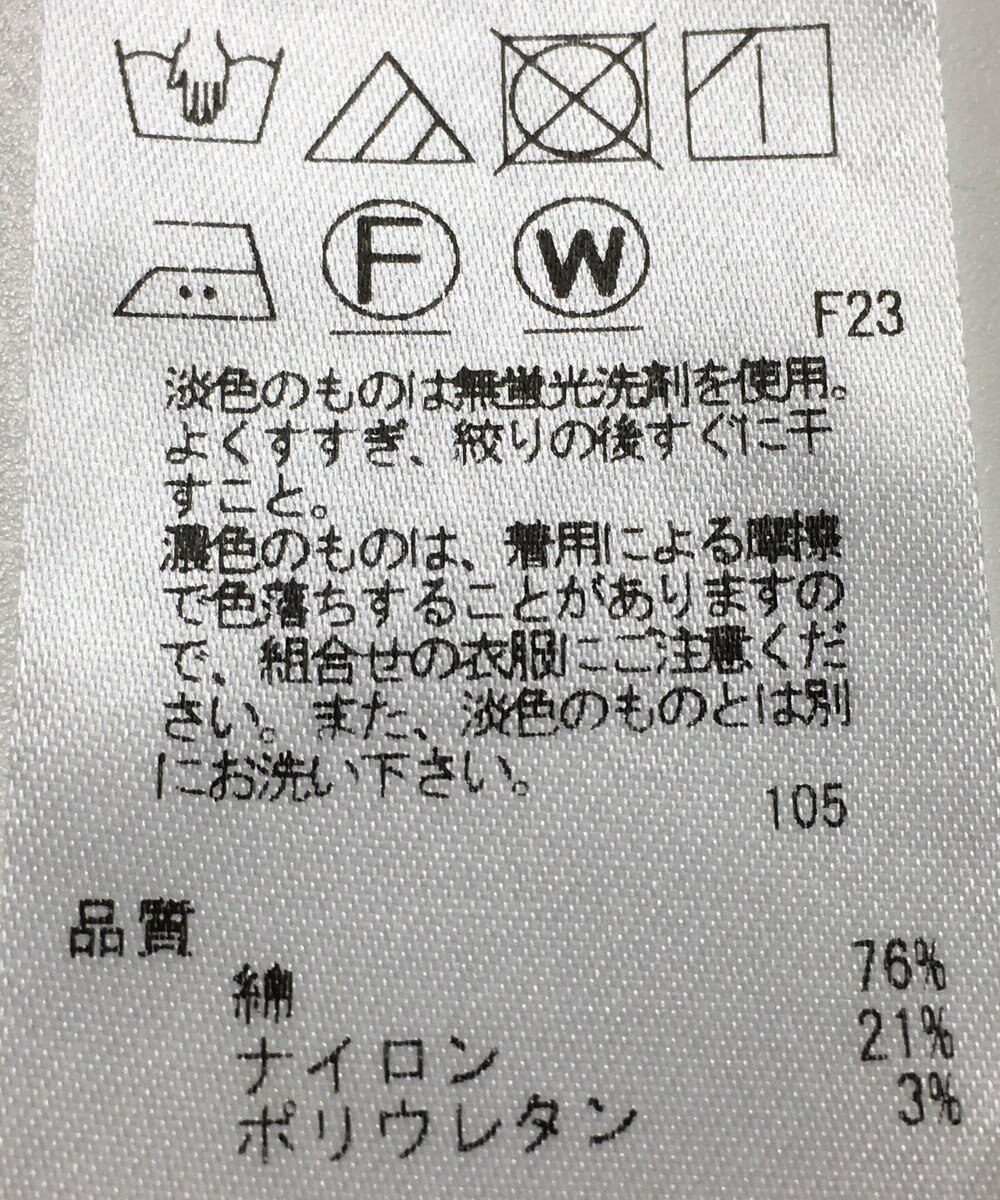 F W
F23
淡色のものは無蛍光洗剤を使用。
よくすすぎ、絞りの後すぐに干
すこと。
濃色のものは、着用による摩擦
で色落ちすることがありますの
で、組合せの衣服にご注意くだ
さい。また、淡色のものとは別
にお洗い下さい。
105
品質
綿 76%
ナイロン 21%
ポリウレタン 3%